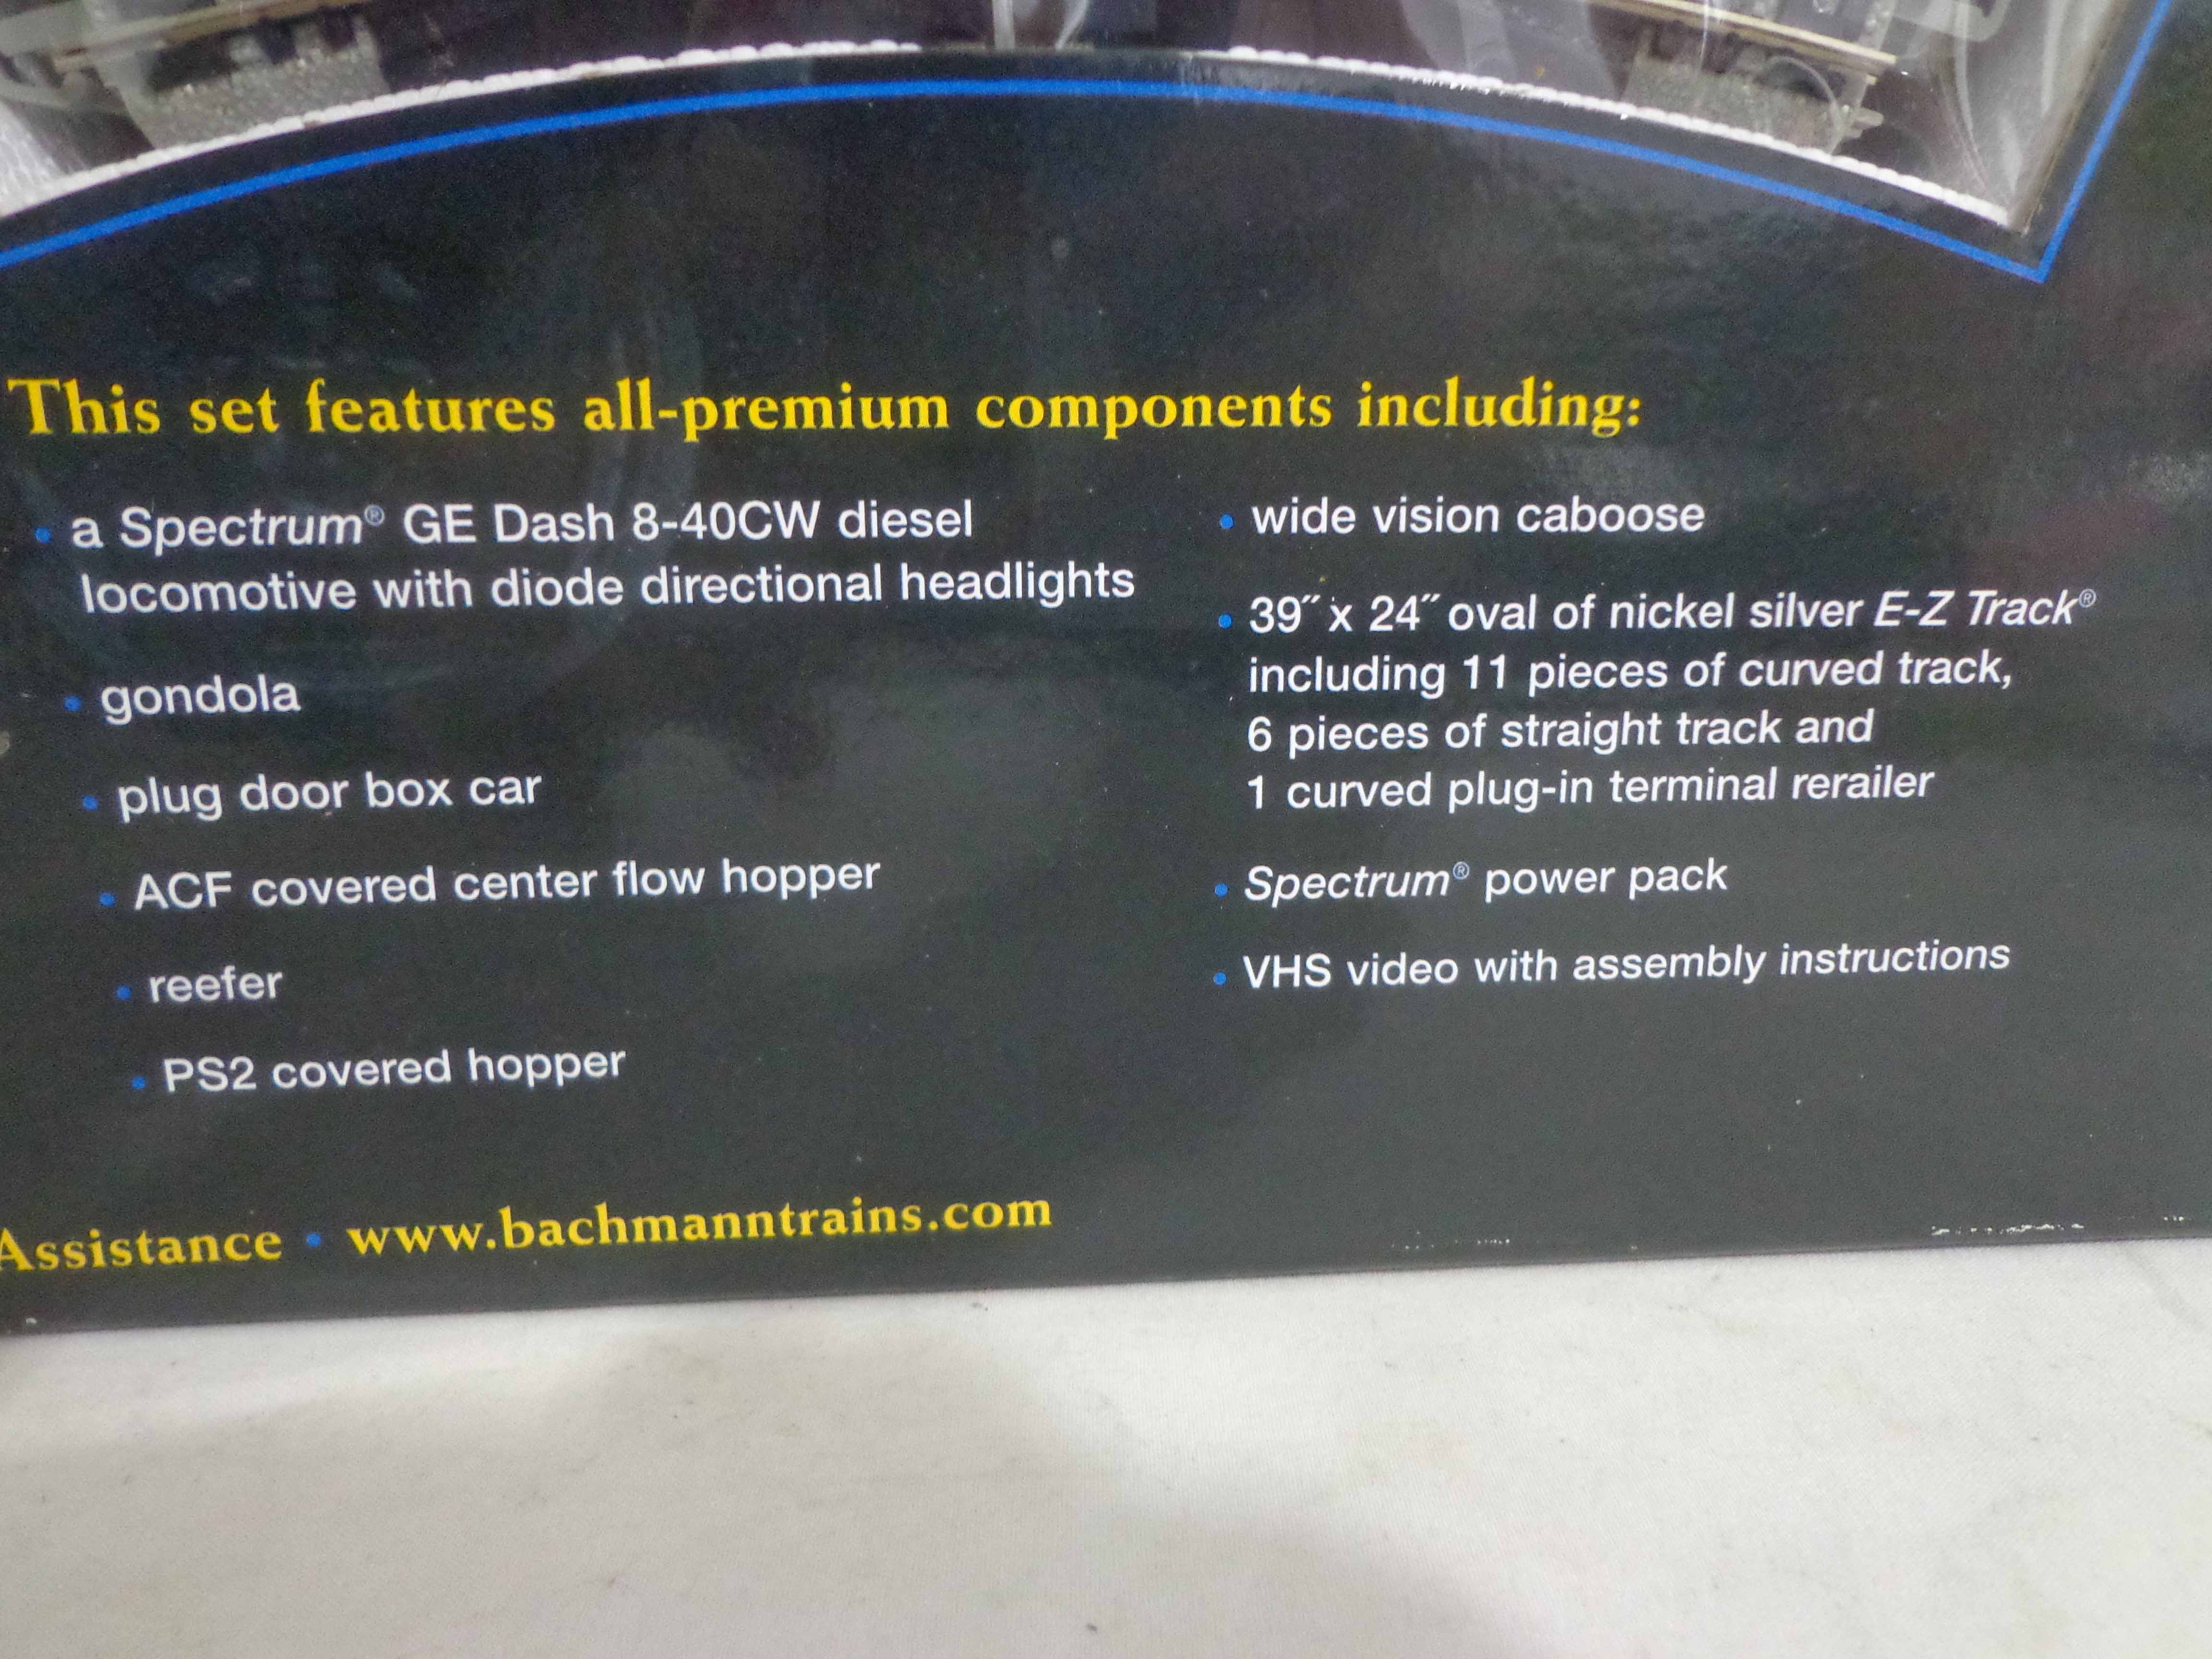 This set features all-premium components including:
• a Spectrum® GE Dash 8-40CW diesel
locomotive with diode directional headlights
• gondola
• plug door box car
• ACF covered center flow hopper
• reefer
• PS2 covered hopper
• wide vision caboose
• 39″ x 24″ oval of nickel silver E-Z Track®
including 11 pieces of curved track,
6 pieces of straight track and
1 curved plug-in terminal rerailer
• Spectrum® power pack
• VHS video with assembly instructions
Assistance • www.bachmanntrains.com